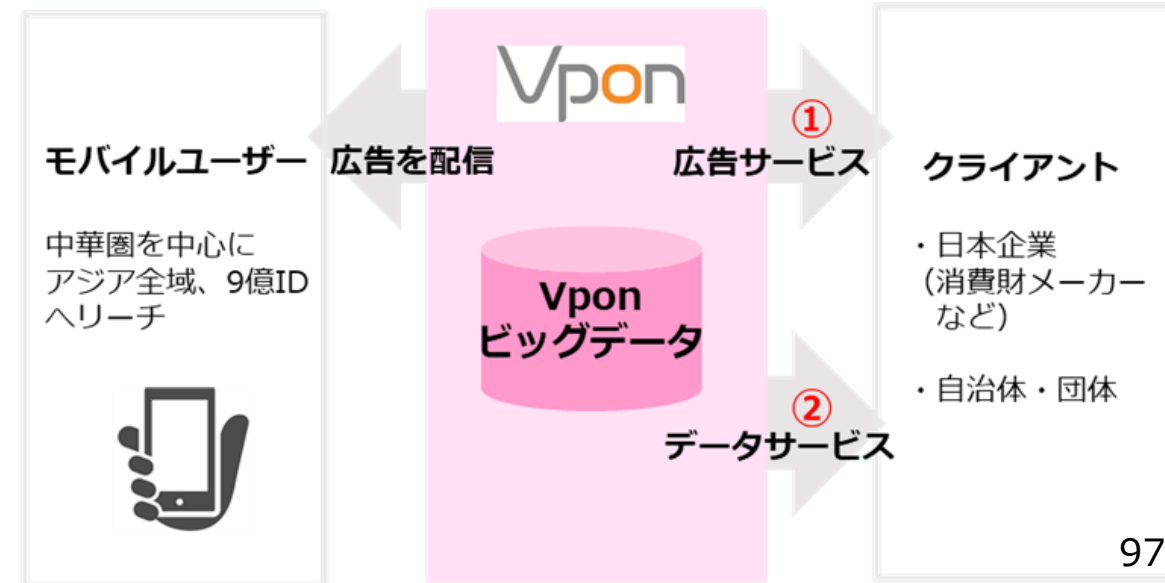 モバイルユーザー
中華圏を中心に
アジア全域、9億ID
へリーチ
広告を配信
Vpon
Vpon
ビッグデータ
①
広告サービス
②
データサービス
クライアント
・日本企業
（消費財メーカー
など）
・自治体・団体
97